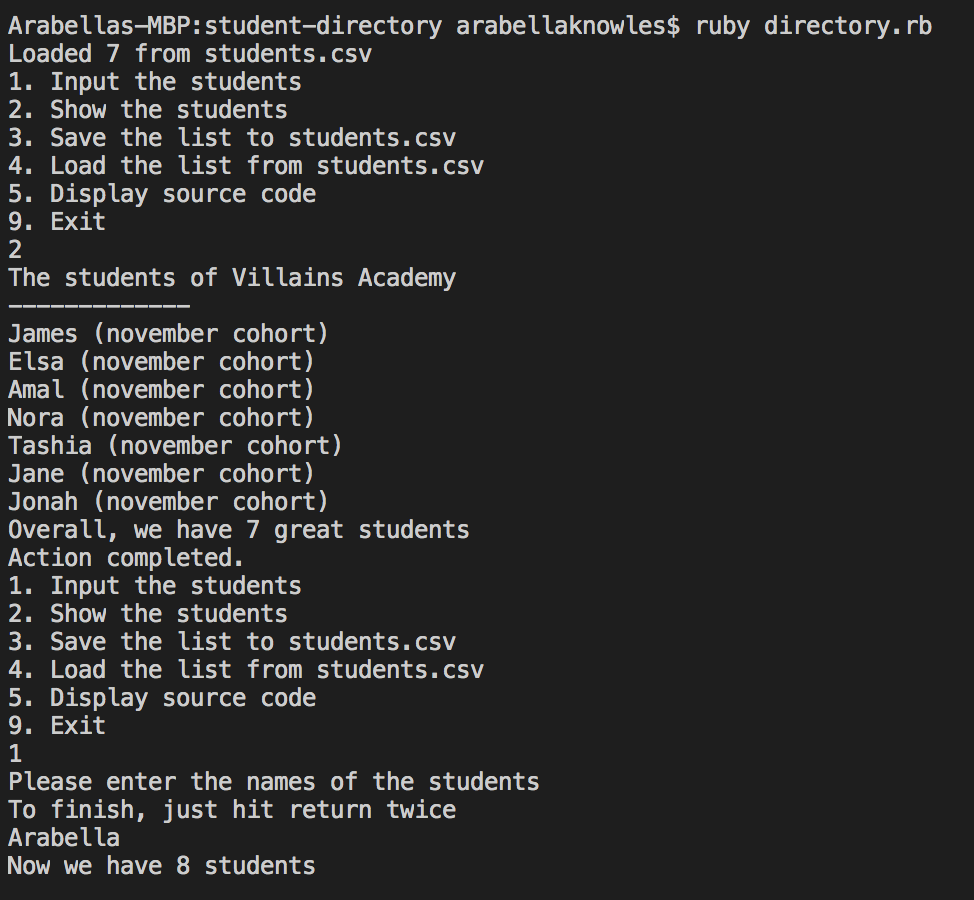 Arabellas-MBP:student-directory arabellaknowles$ ruby directory.rb
Loaded 7 from students.csv
1. Input the students
2. Show the students
3. Save the list to students.csv
4. Load the list from students.csv
5. Display source code
9. Exit
2
The students of Villains Academy
-------------
James (november cohort)
Elsa (november cohort)
Amal (november cohort)
Nora (november cohort)
Tashia (november cohort)
Jane (november cohort)
Jonah (november cohort)
Overall, we have 7 great students
Action completed.
1. Input the students
2. Show the students
3. Save the list to students.csv
4. Load the list from students.csv
5. Display source code
9. Exit
1
Please enter the names of the students
To finish, just hit return twice
Arabella
Now we have 8 students